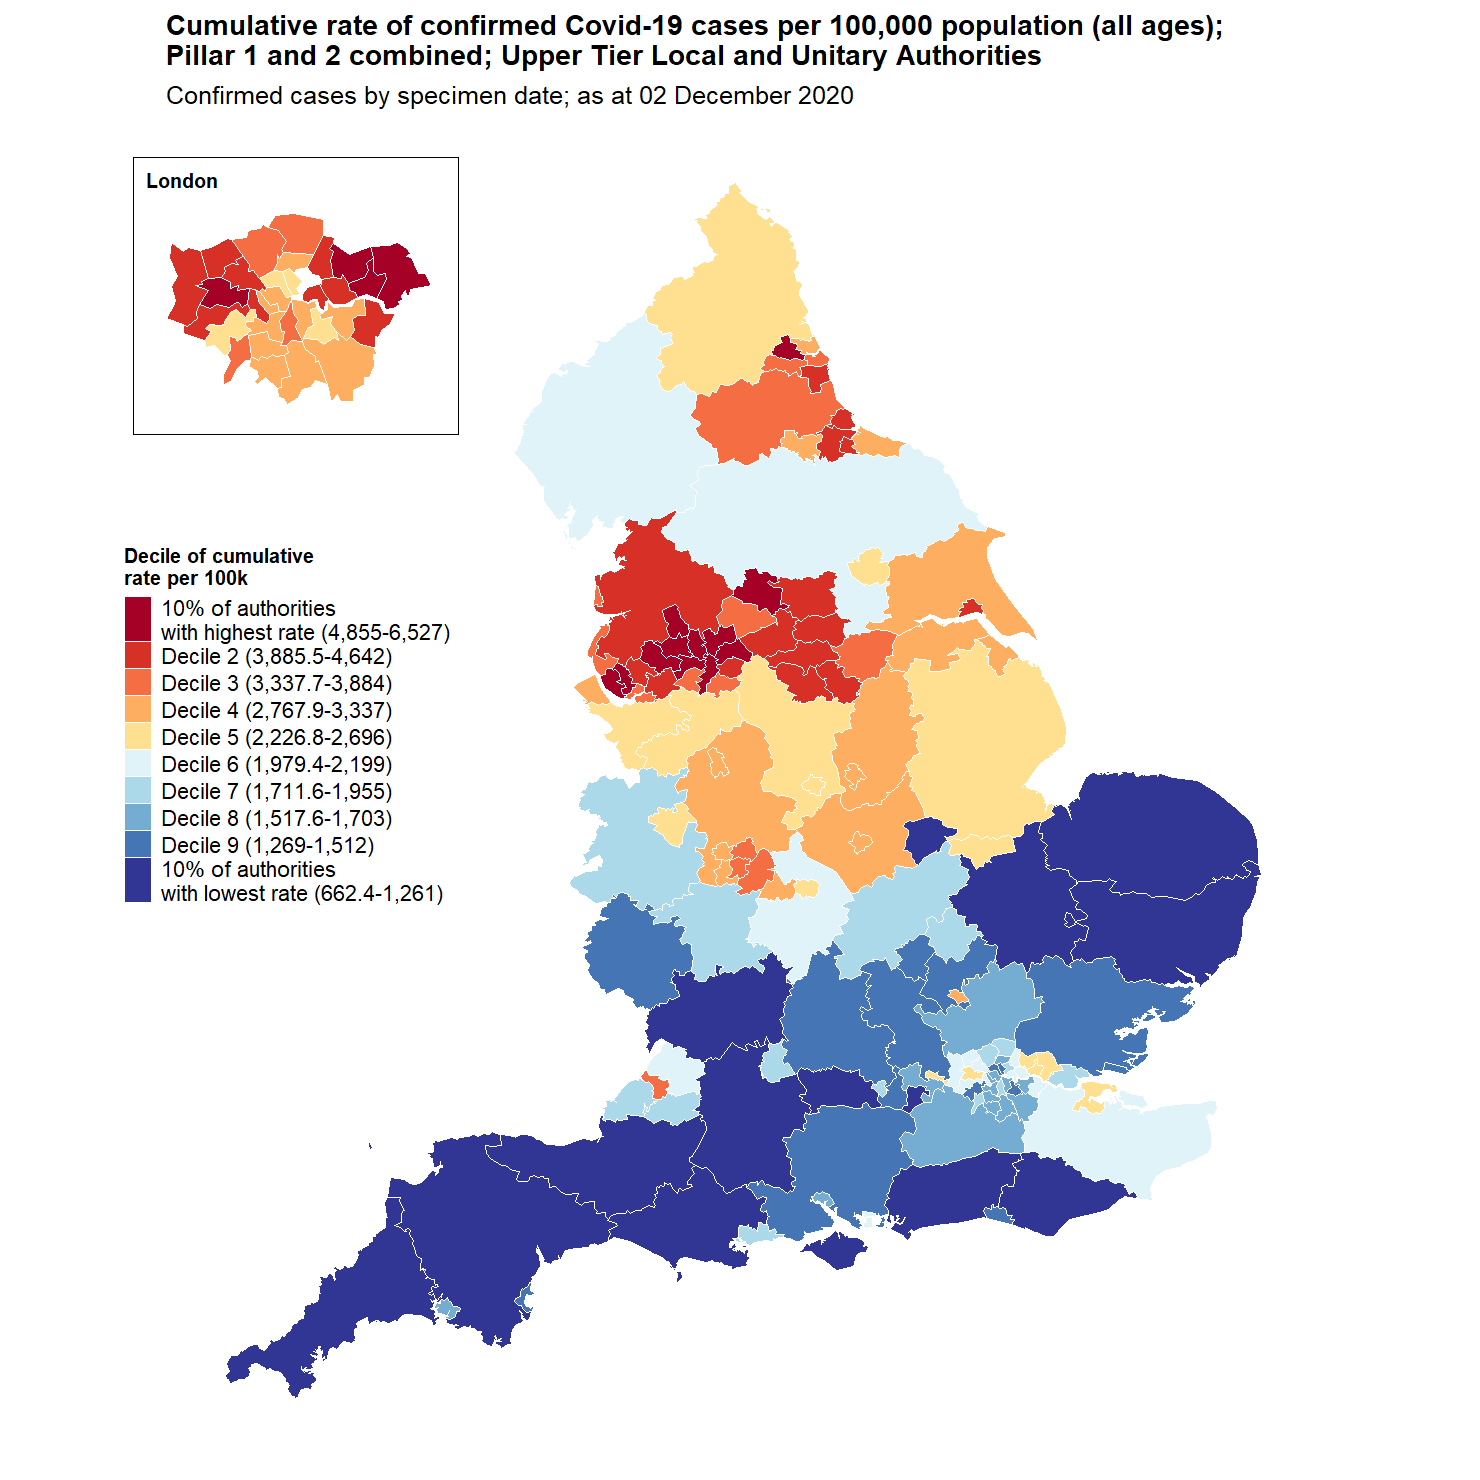 Cumulative rate of confirmed Covid-19 cases per 100,000 population (all ages);
Pillar 1 and 2 combined; Upper Tier Local and Unitary Authorities
Confirmed cases by specimen date; as at 02 December 2020
London
Decile of cumulative
rate per 100k
10% of authorities
with highest rate (4,855-6,527)
Decile 2 (3,885.5-4,642)
Decile 3 (3,337.7-3,884)
Decile 4 (2,767.9-3,337)
Decile 5 (2,226.8-2,696)
Decile 6 (1,979.4-2,199)
Decile 7 (1,711.6-1,955)
Decile 8 (1,517.6-1,703)
Decile 9 (1,269-1,512)
10% of authorities
with lowest rate (662.4-1,261)